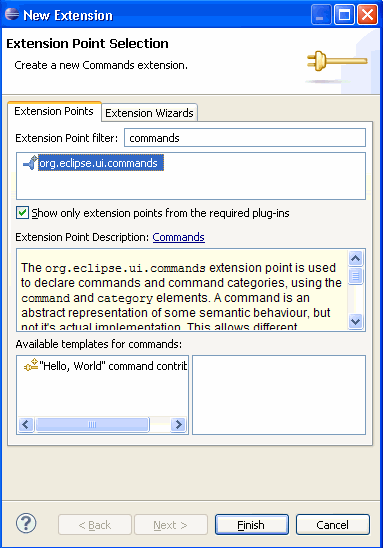 New Extension
Extension Point Selection
Create a new Commands extension.
Extension Points
Extension Wizards
Extension Point filter: commands
org.eclipse.ui.commands
Show only extension points from the required plug-ins
Extension Point Description: Commands
The org.eclipse.ui.commands extension point is used
to declare commands and command categories, using the
command and category elements. A command is an
abstract representation of some semantic behaviour, but
not it's actual implementation. This allows different
Available templates for commands:
"Hello, World" command contrib
< Back
Next >
Finish
Cancel